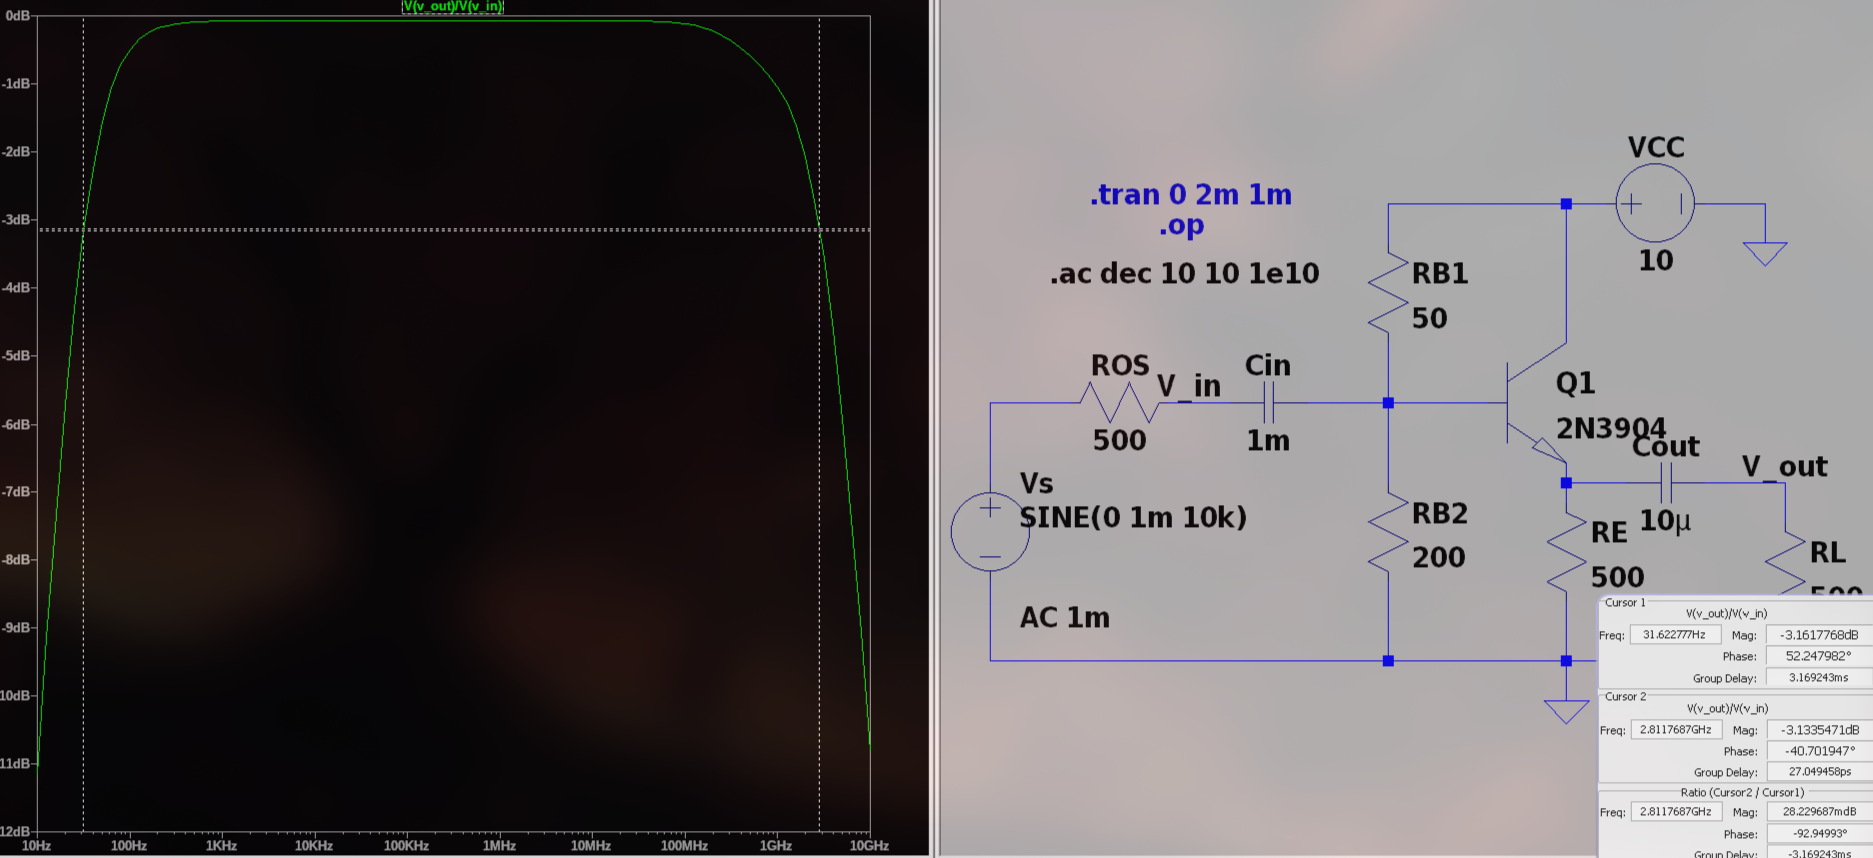 V(v_out)/V(v_in)
0dB
-1dB
-2dB
-3dB
-4dB
-5dB
-6dB
-7dB
-8dB
-9dB
10dB
11dB
12dB
10Hz 100Hz 1KHz 10KHz 100KHz 1MHz 10MHz 100MHz 1GHz 10GHz
VCC
10
.tran 0 2m 1m
.op
.ac dec 10 10 1e10
RB1
50
ROS
500
V_in
Cin
1m
Q1
2N3904
Cout
10µ
V_out
Vs
SINE(0 1m 10k)
AC 1m
RB2
200
RE
500
RL
Cursor 1
V(v_out)/V(v_in)
Freq: 31.622777Hz Mag: -3.1617768dB
Phase: 52.247982°
Group Delay: 3.169243ms
Cursor 2
V(v_out)/V(v_in)
Freq: 2.8117687GHz Mag: -3.1335471dB
Phase: -40.701947°
Group Delay: 27.049458ps
Ratio (Cursor2 / Cursor1)
Freq: 2.8117687GHz Mag: 28.229687mdB
Phase: -92.94993°
Group Delay: -3.169243ms